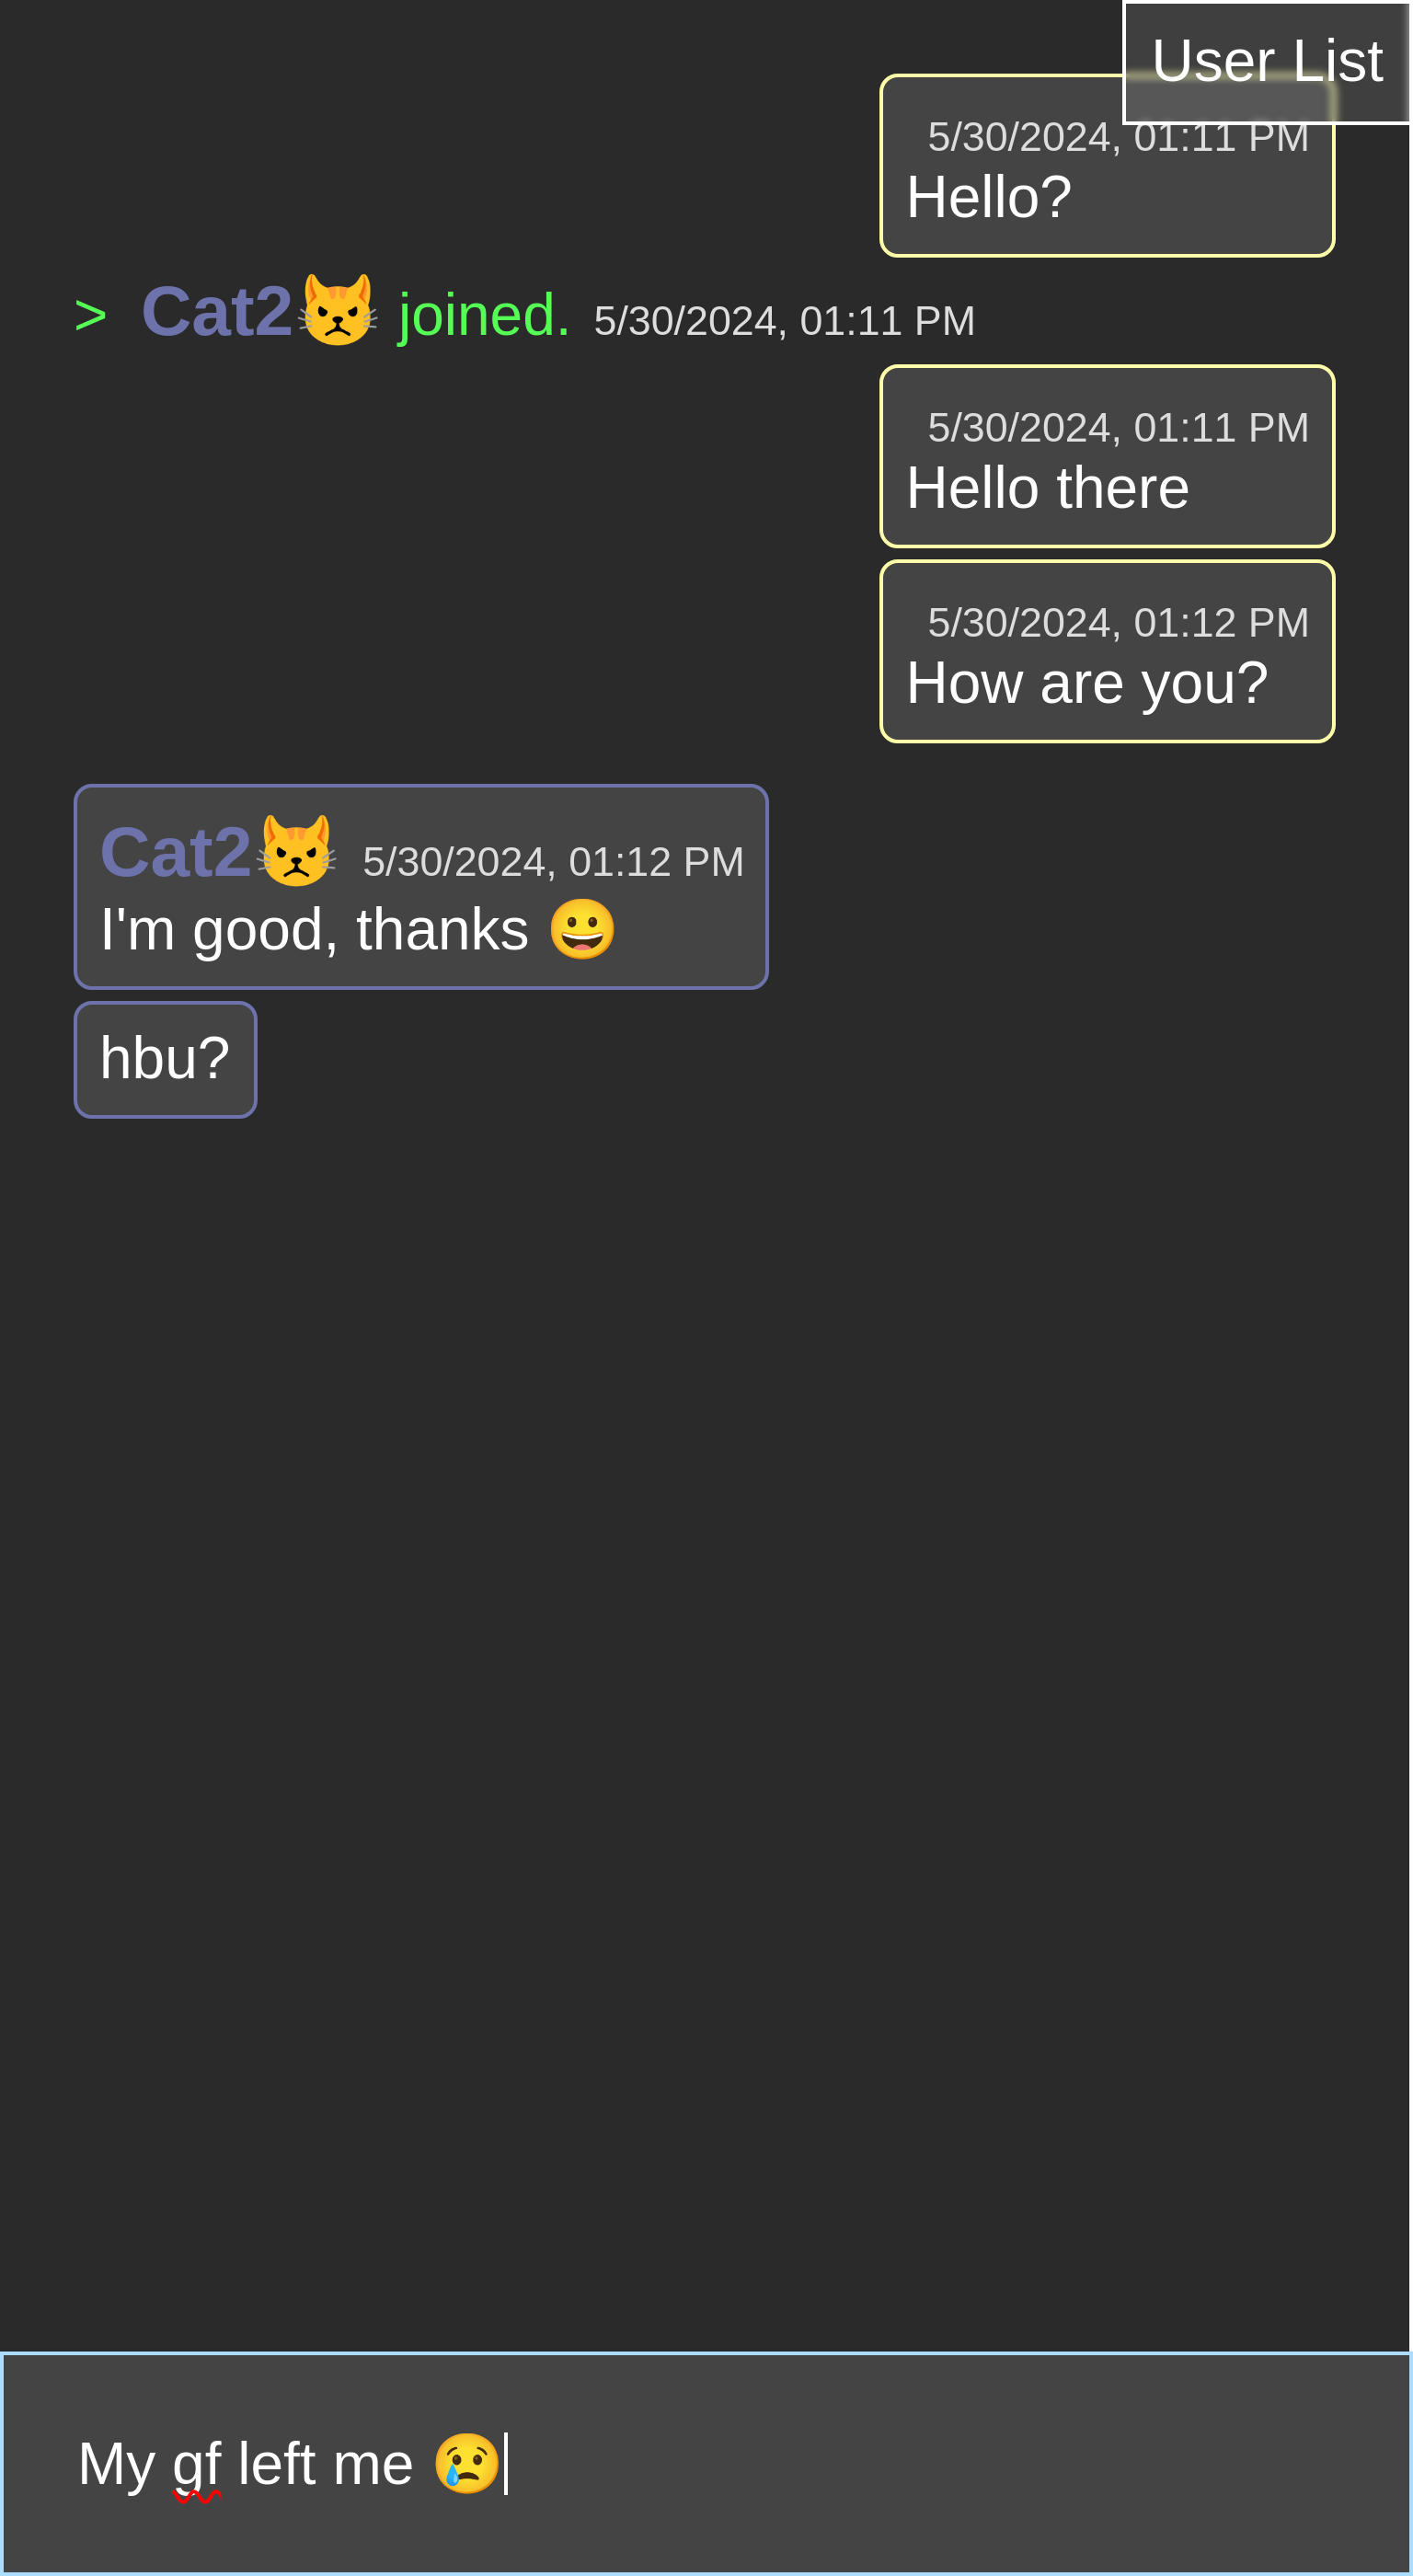 User List
5/30/2024, 01:11 PM
Hello?
> Cat2😾 joined. 5/30/2024, 01:11 PM
5/30/2024, 01:11 PM
Hello there
5/30/2024, 01:12 PM
How are you?
Cat2😾 5/30/2024, 01:12 PM
I'm good, thanks 😀
hbu?
My gf left me 😢